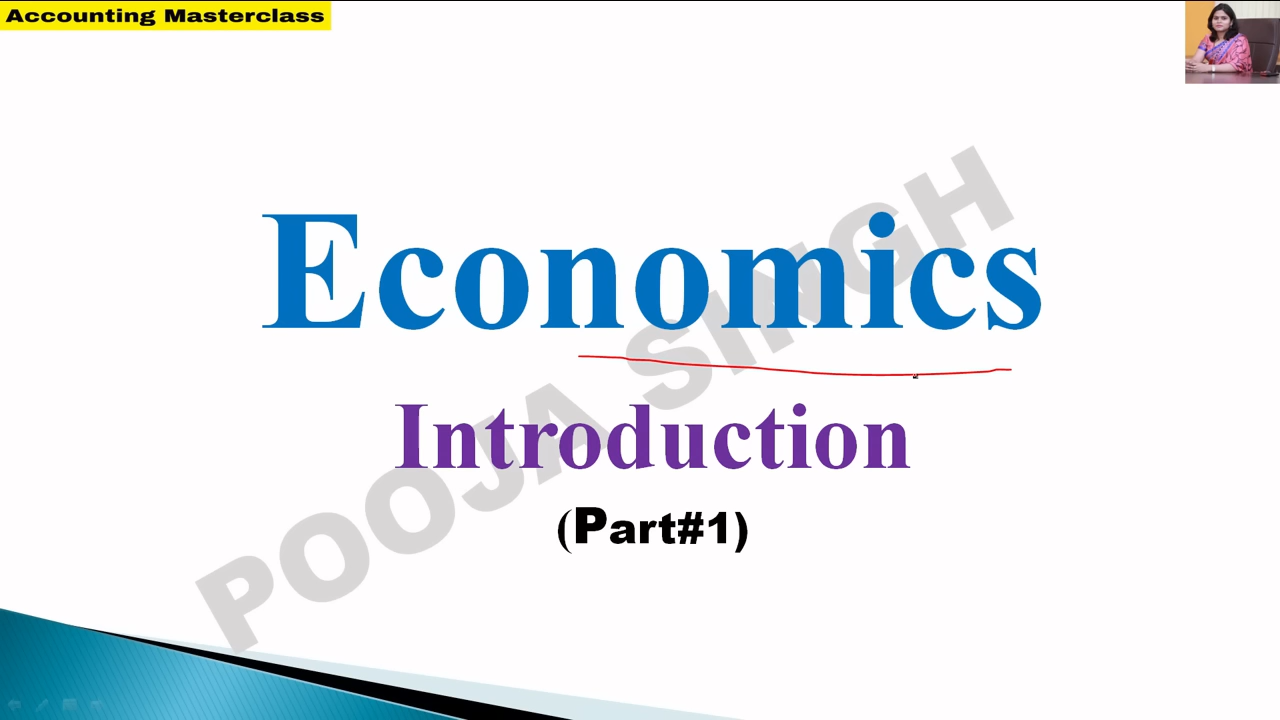 Accounting Masterclass
Economics
Introduction
(Part#1)
POOJA SINGH